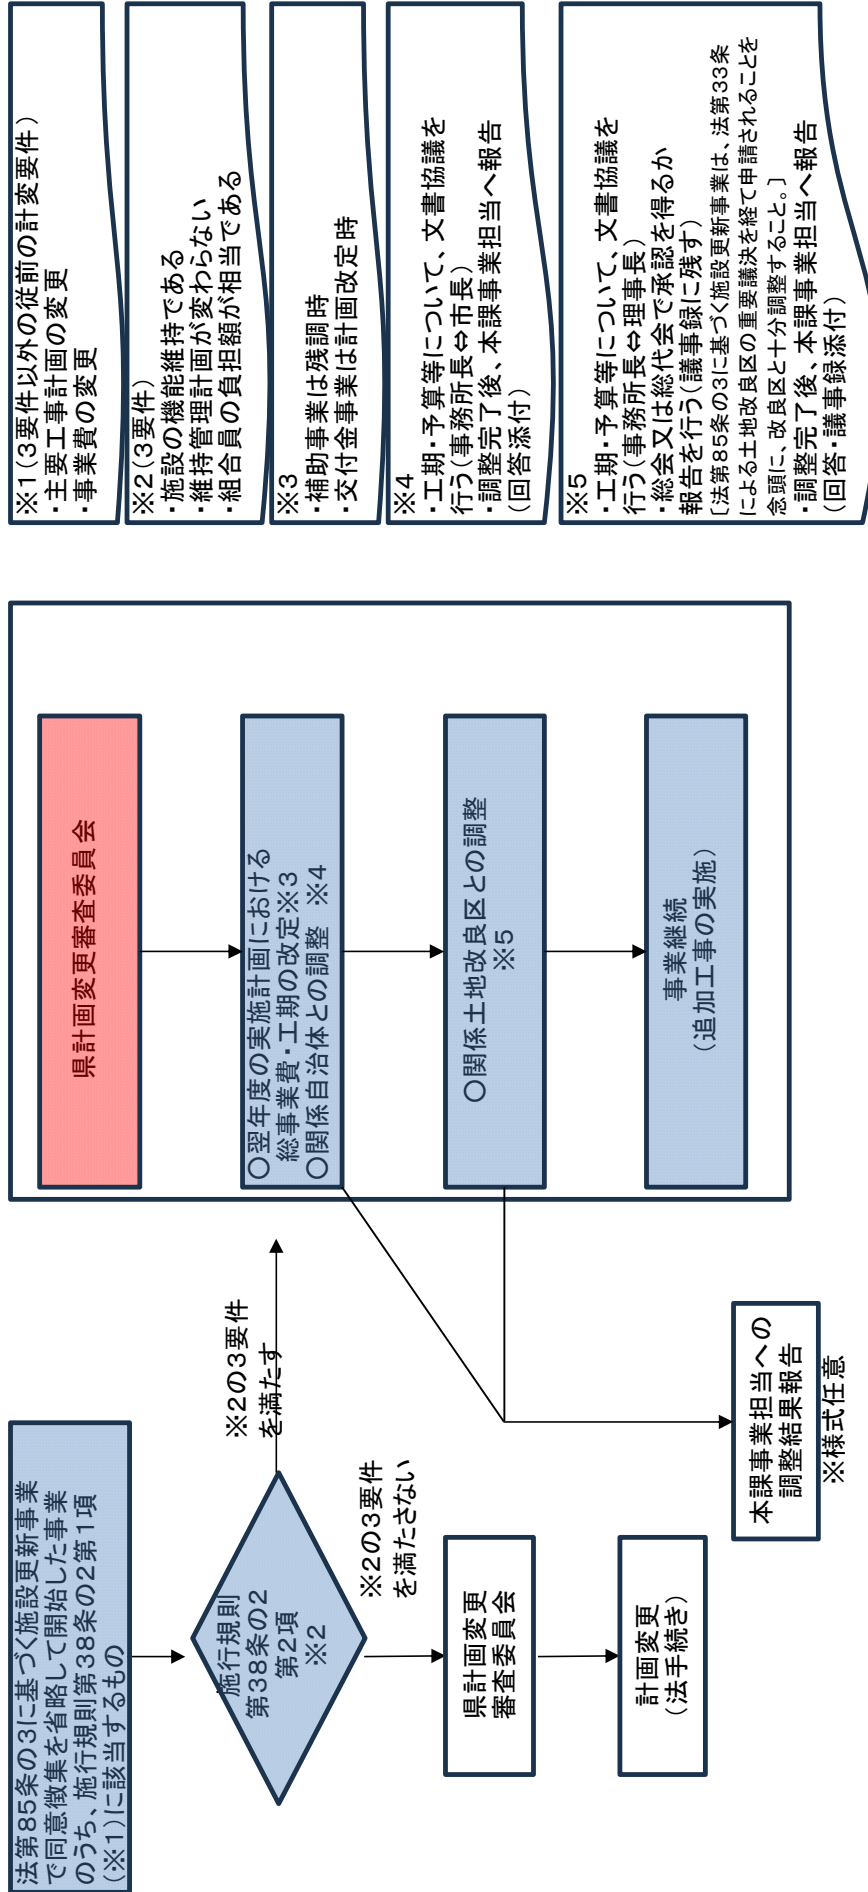 法第85条の3に基づく施設更新事業
で同意徴集を省略して開始した事業
のうち、施行規則第38条の2第1項
（※1）に該当するもの
施行規則
第38条の2
第2項
※2
※2の3要件
を満たす
※2の3要件
を満たさない
県計画変更
審査委員会
計画変更
（法手続き）
県計画変更審査委員会
〇翌年度の実施計画における
総事業費・工期の改定※3
〇関係自治体との調整　※4
〇関係土地改良区との調整
※5
事業継続
（追加工事の実施）
本課事業担当への
調整結果報告
※様式任意
※1（3要件以外の従前の計変要件）
・主要工事計画の変更
・事業費の変更
※2（3要件）
・施設の機能維持である
・維持管理計画が変わらない
・組合員の負担額が相当である
※3
・補助事業は残調時
・交付金事業は計画改定時
※4
・工期・予算等について、文書協議を
行う（事務所長⇔市長）
・調整完了後、本課事業担当へ報告
（回答添付）
※5
・工期・予算等について、文書協議を
行う（事務所長⇔理事長）
・総会又は総代会で承認を得るか
報告を行う（議事録に残す）
［法第85条の3に基づく施設更新事業は、法第33条
による土地改良区の重要議決を経て申請されることを
念頭に、改良区と十分調整すること。］
・調整完了後、本課事業担当へ報告
（回答・議事録添付）